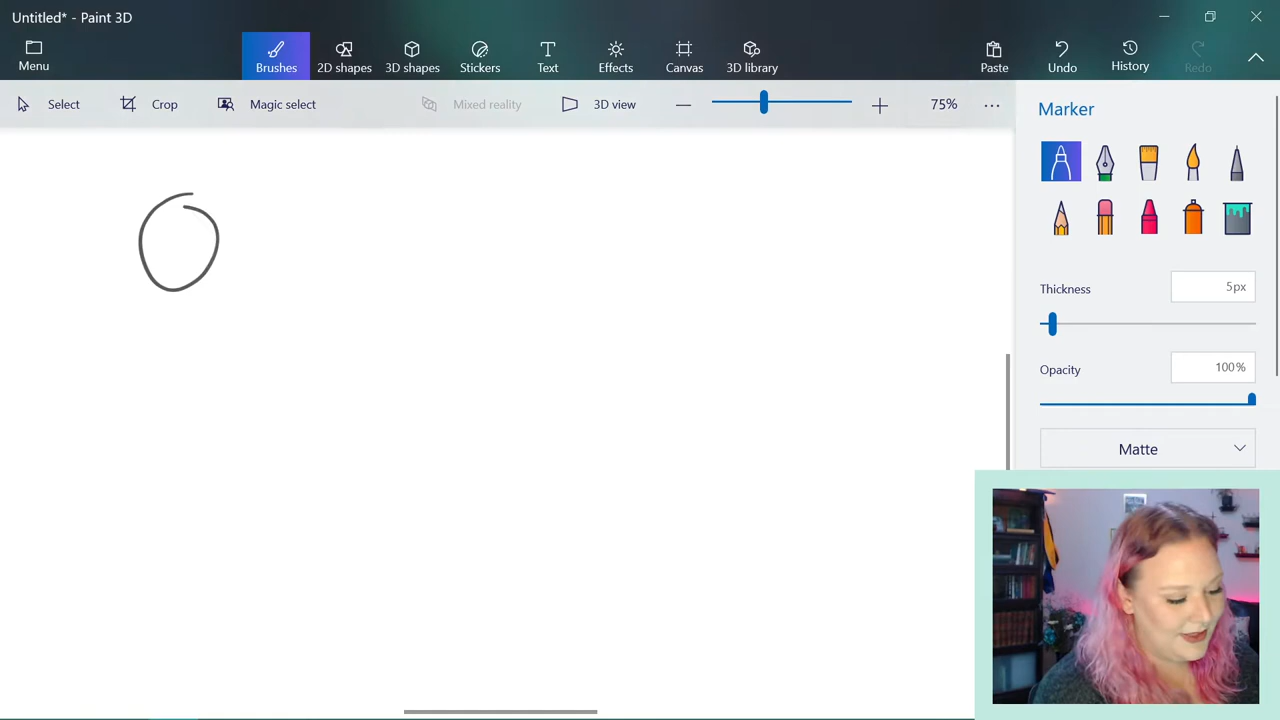 Untitled* - Paint 3D
Menu
Brushes
2D shapes
3D shapes
Stickers
Text
Effects
Canvas
3D library
Paste
Undo
History
Redo
Select
Crop
Magic select
Mixed reality
3D view
75%
Marker
Thickness
5px
Opacity
100%
Matte